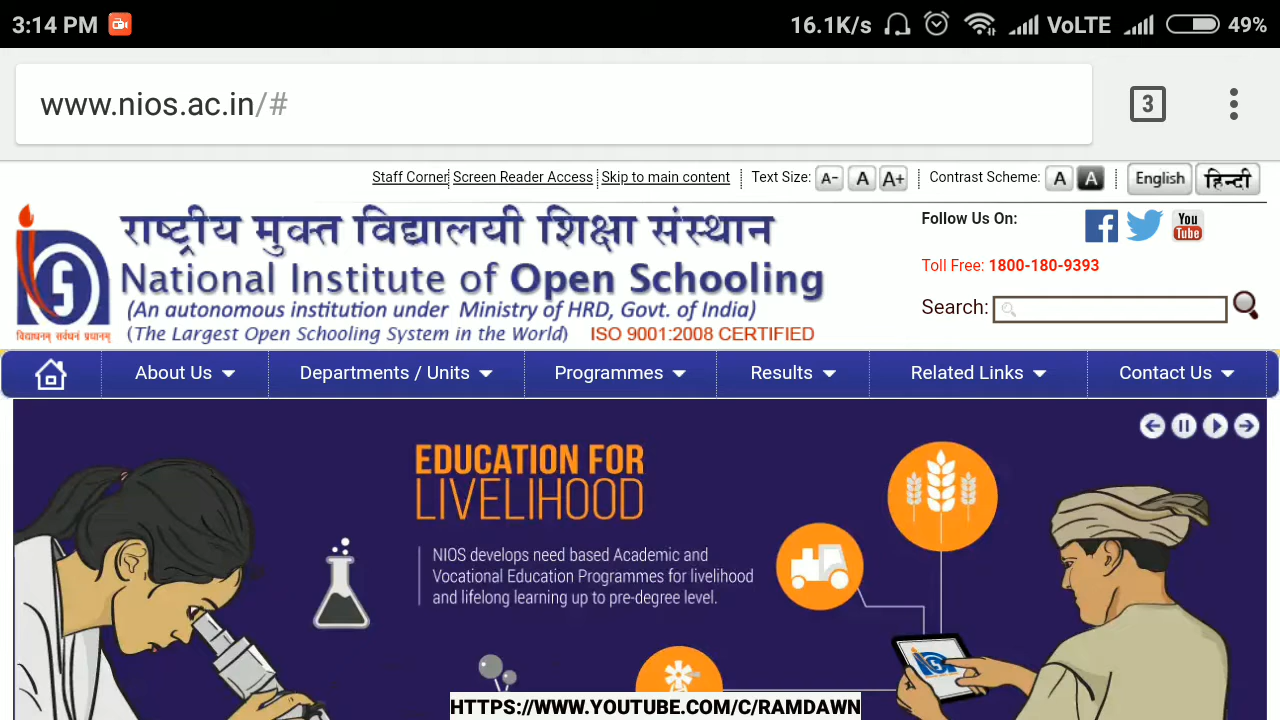 3:14 PM 16.1K/s VoLTE 49%
www.nios.ac.in/# 3
Staff Corner Screen Reader Access Skip to main content Text Size: A- A A+ Contrast Scheme: A A English हिन्दी
राष्ट्रीय मुक्त विद्यालयी शिक्षा संस्थान
National Institute of Open Schooling
(An autonomous institution under Ministry of HRD, Govt. of India)
(The Largest Open Schooling System in the World) ISO 9001:2008 CERTIFIED
विद्याधनम् सर्वधनं प्रधानम्
Follow Us On: You Tube
Toll Free: 1800-180-9393
Search:
About Us Departments / Units Programmes Results Related Links Contact Us
EDUCATION FOR
LIVELIHOOD
NIOS develops need based Academic and
Vocational Education Programmes for livelihood
and lifelong learning up to pre-degree level.
HTTPS://WWW.YOUTUBE.COM/C/RAMDAWN